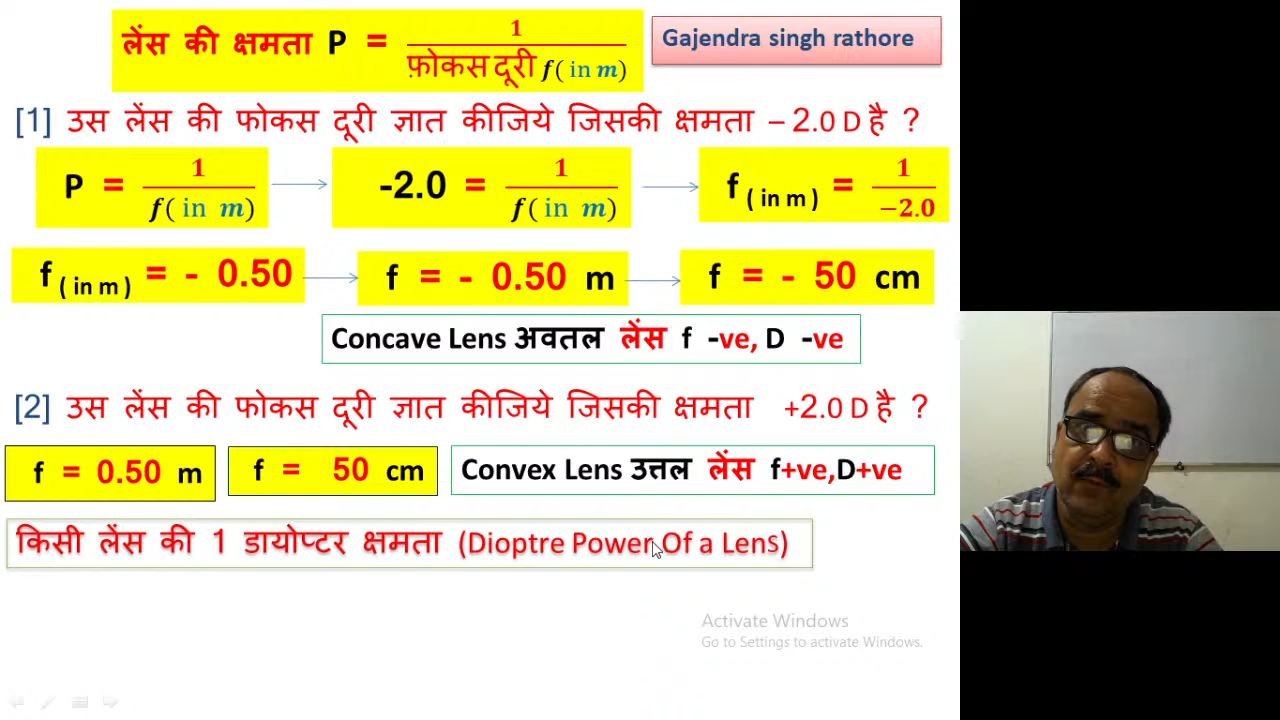 लेंस की क्षमता P = 1 / फ़ोकस दूरी f( in m)
Gajendra singh rathore
[1] उस लेंस की फोकस दूरी ज्ञात कीजिये जिसकी क्षमता – 2.0 D है ?
P = 1 / f( in m) → -2.0 = 1 / f( in m) → f ( in m ) = 1 / −2.0
f ( in m ) = - 0.50 → f = - 0.50 m → f = - 50 cm
Concave Lens अवतल लेंस f -ve, D -ve
[2] उस लेंस की फोकस दूरी ज्ञात कीजिये जिसकी क्षमता +2.0 D है ?
f = 0.50 m f = 50 cm Convex Lens उत्तल लेंस f+ve,D+ve
किसी लेंस की 1 डायोप्टर क्षमता (Dioptre Power Of a Lens)
Activate Windows
Go to Settings to activate Windows.